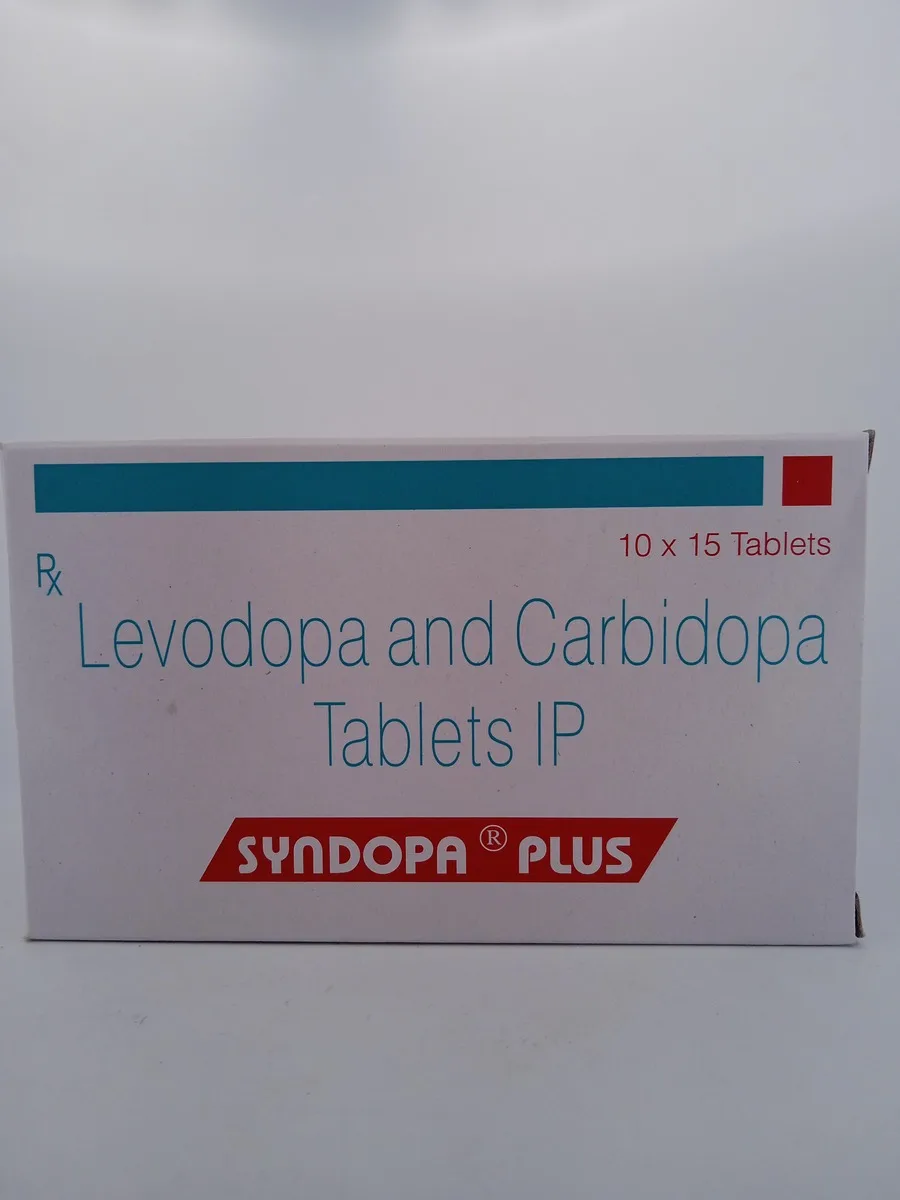 10 x 15 Tablets
Rx
Levodopa and Carbidopa
Tablets IP
SYNDOPA ® PLUS